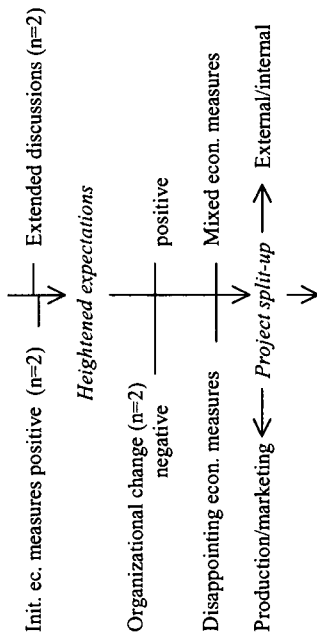 Init. ec. measures positive (n=2)
Extended discussions (n=2)
Heightened expectations
Organizational change (n=2)
negative
positive
Disappointing econ. measures
Mixed econ. measures
Production/marketing
Project split-up
External/internal